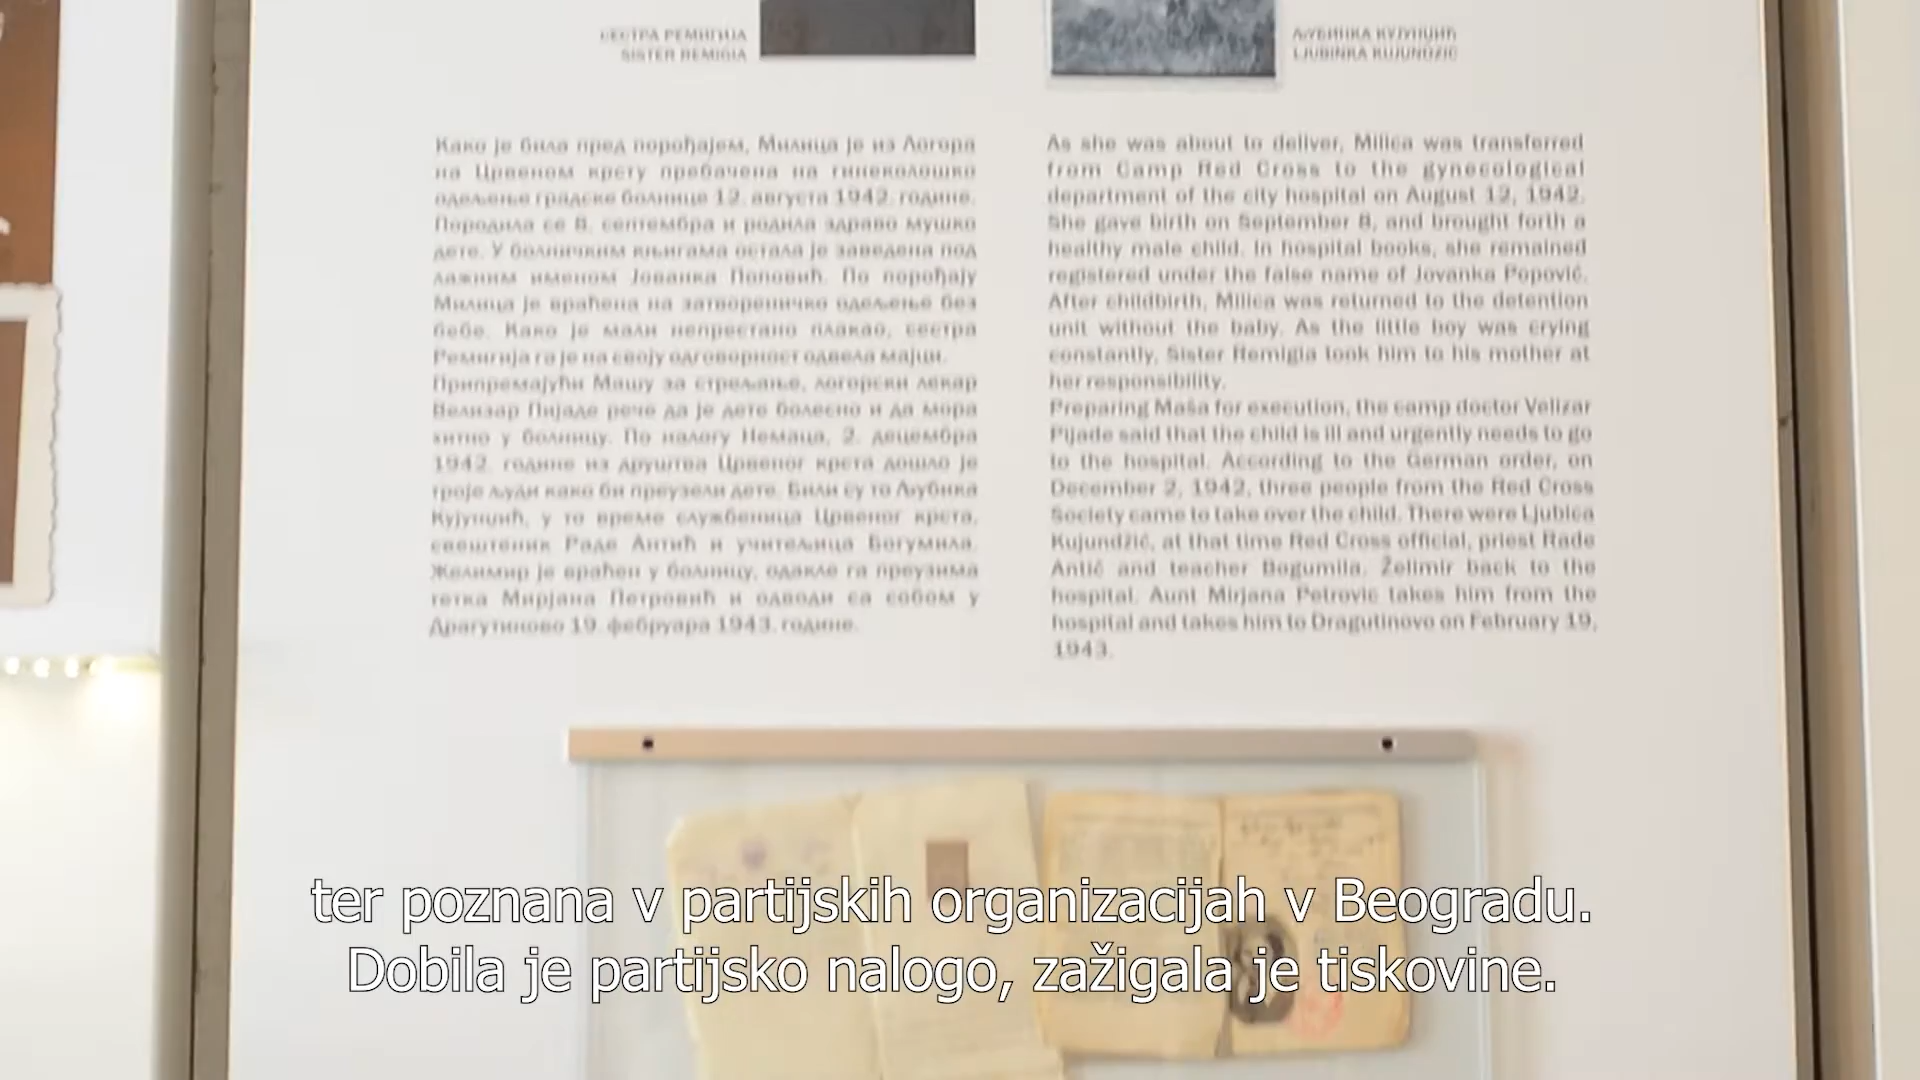 СЕСТРА РЕМИГИЈА
SISTER REMIGIA
ЉУБИНКА КУЈУНЏИЋ
LJUBINKA KUJUNDŽIĆ
Како је била пред порођајем, Милица је из Логора
на Црвеном крсту пребачена на гинеколошко
одељење градске болнице 12. августа 1942. године.
Породила се 8. септембра и родила здраво мушко
дете. У болничким књигама остала је заведена под
лажним именом Јованка Поповић. По порођају
Милица је враћена на затвореничко одељење без
бебе. Како је мали непрестано плакао, сестра
Ремигија га је на своју одговорност одвела мајци.
Припремајући Машу за стрељање, логорски лекар
Велизар Пијаде рече да је дете болесно и да мора
хитно у болницу. По налогу Немаца, 2. децембра
1942. године из друштва Црвеног крста дошло је
троје људи како би преузели дете. Били су то Љубица
Кујунџић, у то време службеница Црвеног крста,
свештеник Раде Антић и учитељица Богумила.
Желимир је враћен у болницу, одакле га преузима
тетка Мирјана Петровић и одводи са собом у
Драгутиново 19. фебруара 1943. године.
As she was about to deliver, Milica was transferred
from Camp Red Cross to the gynecological
department of the city hospital on August 12, 1942.
She gave birth on September 8, and brought forth a
healthy male child. In hospital books, she remained
registered under the false name of Jovanka Popović.
After childbirth, Milica was returned to the detention
unit without the baby. As the little boy was crying
constantly, Sister Remigia took him to his mother at
her responsibility.
Preparing Maša for execution, the camp doctor Velizar
Pijade said that the child is ill and urgently needs to go
to the hospital. According to the German order, on
December 2, 1942, three people from the Red Cross
Society came to take over the child. There were Ljubica
Kujundžić, at that time Red Cross official, priest Rade
Antić and teacher Bogumila. Želimir back to the
hospital. Aunt Mirjana Petrovic takes him from the
hospital and takes him to Dragutinovo on February 19,
1943.
ter poznana v partijskih organizacijah v Beogradu.
Dobila je partijsko nalogo, zažigala je tiskovine.